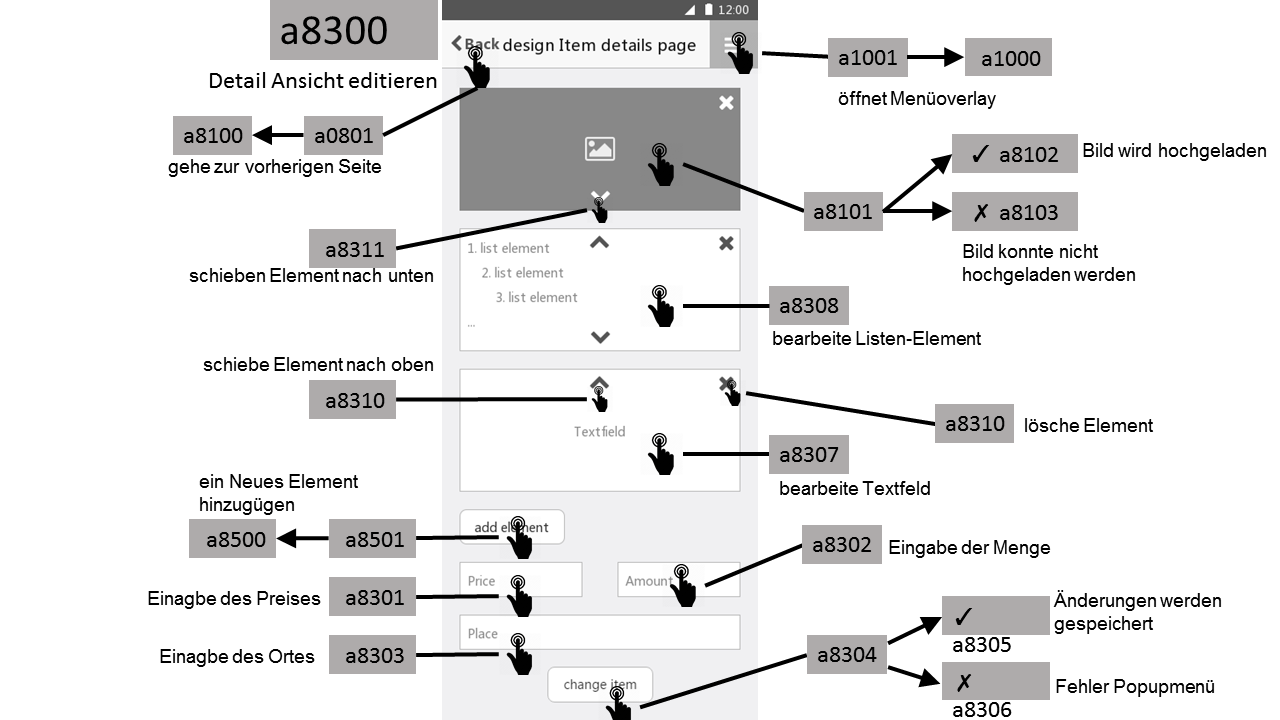 a8300
12:00
Back design Item details page
Detail Ansicht editieren
a1001
a1000
öffnet Menüoverlay
a8100
a0801
gehe zur vorherigen Seite
✓ a8102
Bild wird hochgeladen
a8101
✗ a8103
Bild konnte nicht
hochgeladen werden
a8311
schieben Element nach unten
1. list element
2. list element
3. list element
...
a8308
bearbeite Listen-Element
schiebe Element nach oben
a8310
a8310
lösche Element
Textfield
a8307
bearbeite Textfeld
ein Neues Element
hinzugügen
a8500
a8501
add element
a8302
Eingabe der Menge
Einagbe des Preises
a8301
Price
Amount
Einagbe des Ortes
a8303
Place
change item
a8304
✓
a8305
Änderungen werden
gespeichert
✗
a8306
Fehler Popupmenü